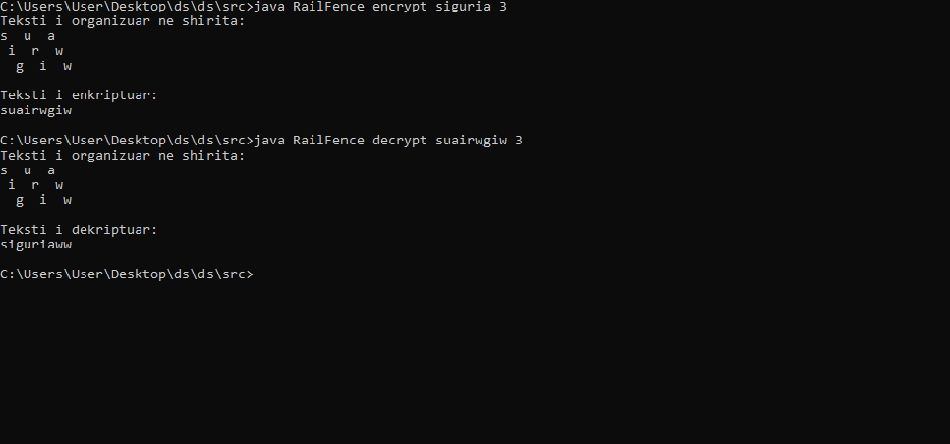 C:\Users\User\Desktop\ds\ds\src>java RailFence encrypt siguria 3
Teksti i organizuar ne shirita:
s  u  a
 i  r  w
  g  i  w
Teksti i enkriptuar:
suairwgiw
C:\Users\User\Desktop\ds\ds\src>java RailFence decrypt suairwgiw 3
Teksti i organizuar ne shirita:
s  u  a
 i  r  w
  g  i  w
Teksti i dekriptuar:
siguriaww
C:\Users\User\Desktop\ds\ds\src>